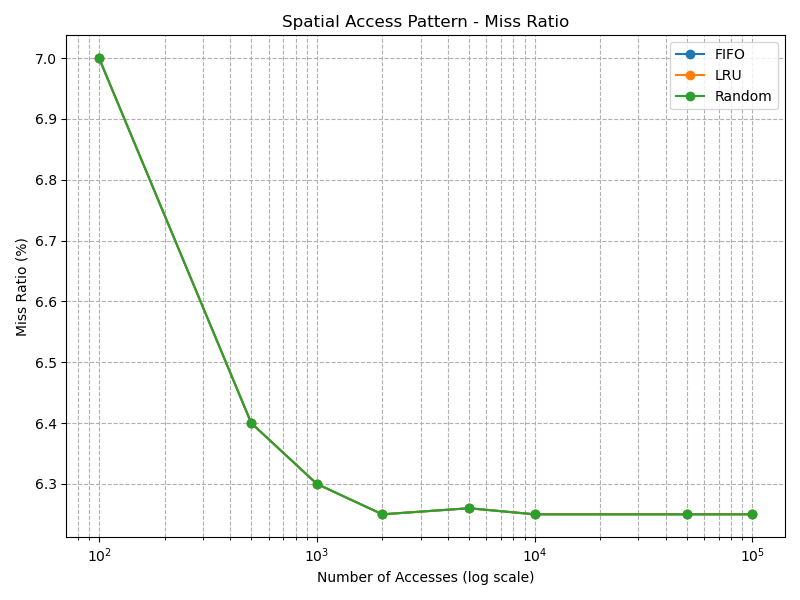 Spatial Access Pattern - Miss Ratio
FIFO
LRU
Random
Miss Ratio (%)
7.0
6.9
6.8
6.7
6.6
6.5
6.4
6.3
10²
10³
10⁴
10⁵
Number of Accesses (log scale)